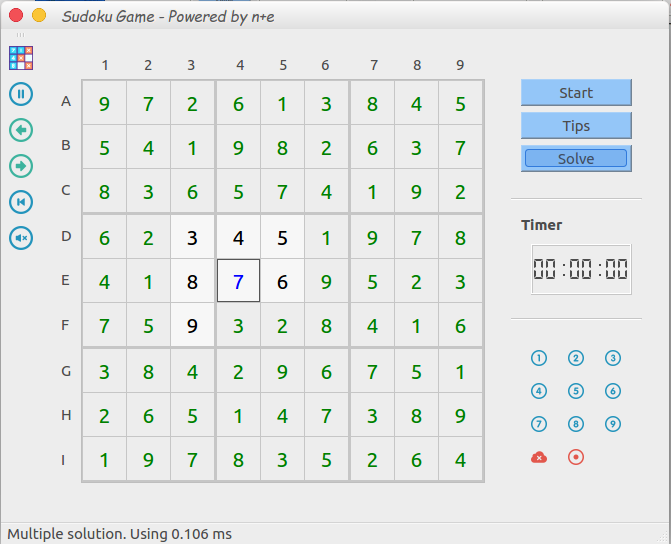 Sudoku Game - Powered by n+e
1 2 3 4 5 6 7 8 9
A 9 7 2 6 1 3 8 4 5
B 5 4 1 9 8 2 6 3 7
C 8 3 6 5 7 4 1 9 2
D 6 2 3 4 5 1 9 7 8
E 4 1 8 7 6 9 5 2 3
F 7 5 9 3 2 8 4 1 6
G 3 8 4 2 9 6 7 5 1
H 2 6 5 1 4 7 3 8 9
I 1 9 7 8 3 5 2 6 4
Start
Tips
Solve
Timer
00:00:00
1 2 3
4 5 6
7 8 9
Multiple solution. Using 0.106 ms